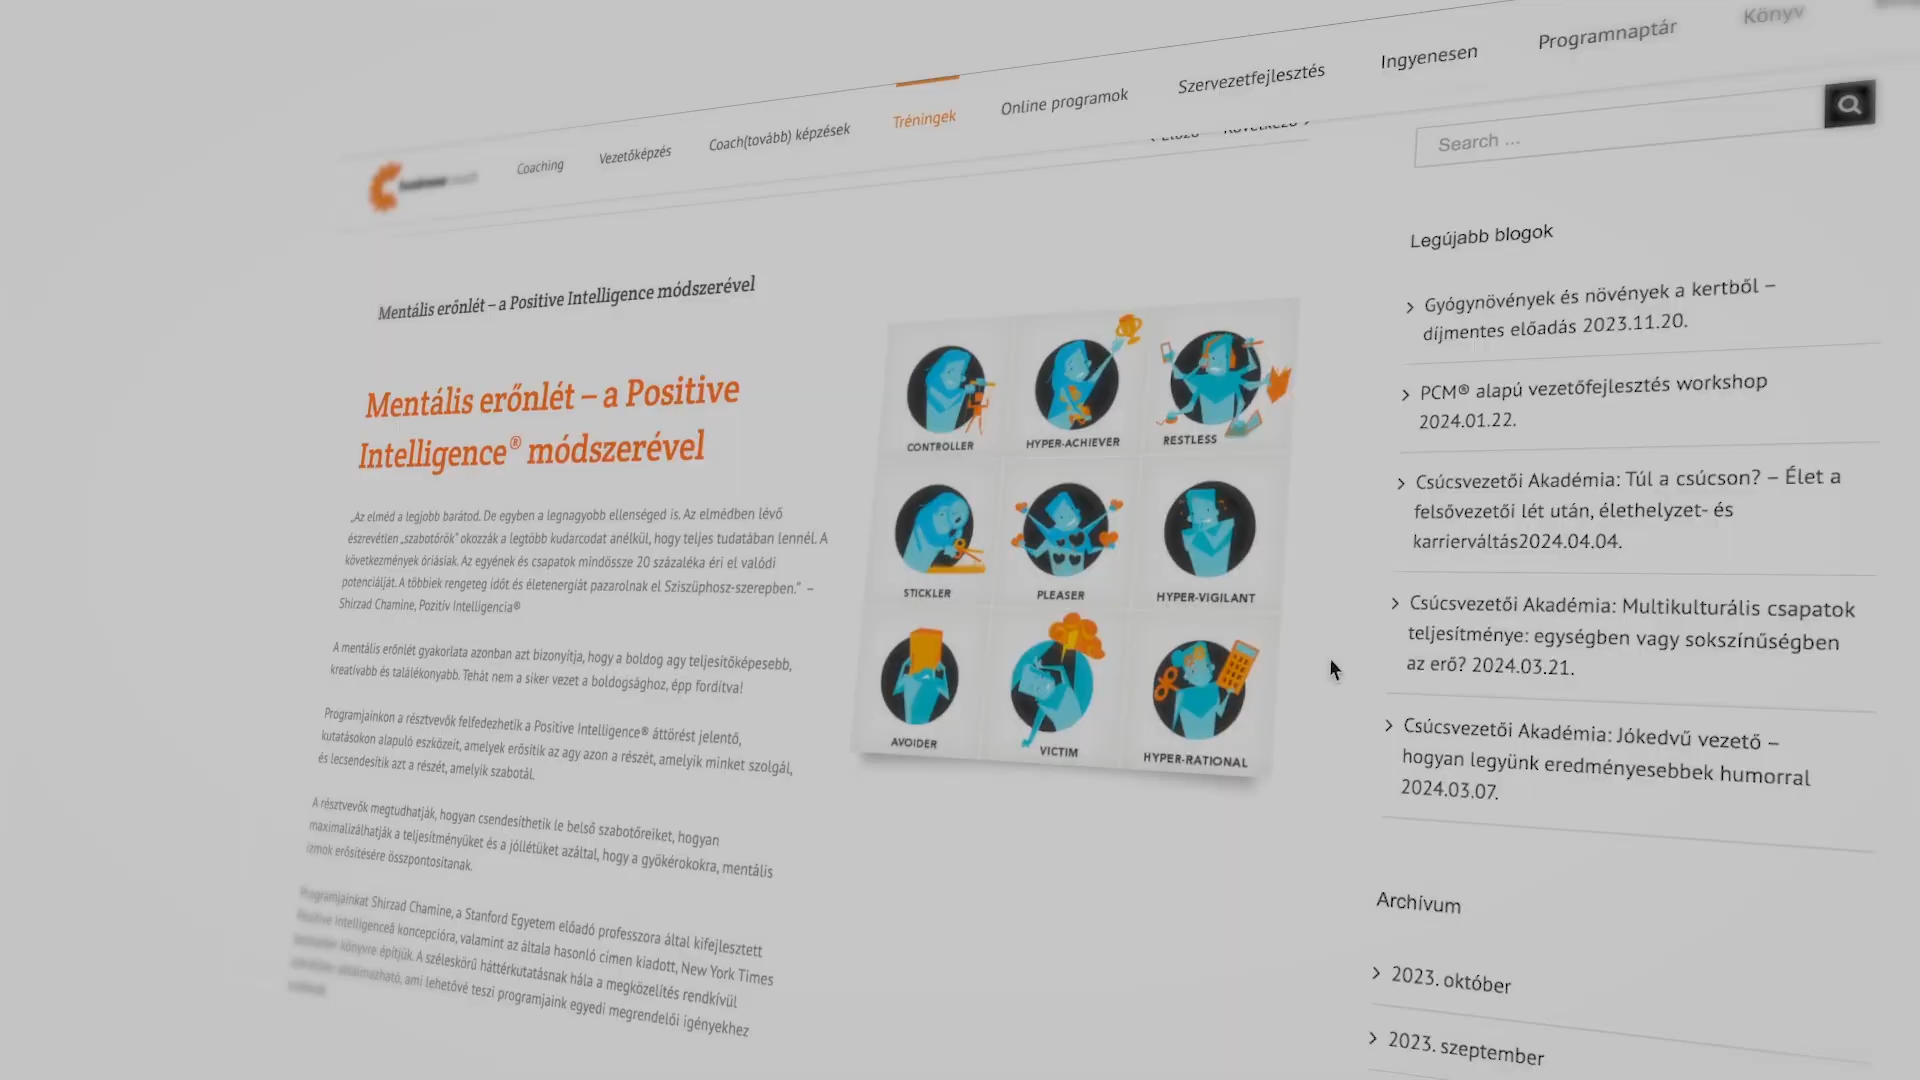 Coaching
Vezetőképzés
Coach(tovább) képzések
Tréningek
Online programok
Szervezetfejlesztés
Ingyenesen
Programnaptár
Könyv
Search ...
Mentális erőnlét – a Positive Intelligence módszerével
Mentális erőnlét – a Positive
Intelligence® módszerével
„Az elméd a legjobb barátod. De egyben a legnagyobb ellenséged is. Az elmédben lévő
észrevétlen „szabotőrök" okozzák a legtöbb kudarcodat anélkül, hogy teljes tudatában lennél. A
következmények óriásiak. Az egyének és csapatok mindössze 20 százaléka éri el valódi
potenciálját. A többiek rengeteg időt és életenergiát pazarolnak el Sziszüphosz-szerepben." –
Shirzad Chamine, Pozitív Intelligencia®
A mentális erőnlét gyakorlata azonban azt bizonyítja, hogy a boldog agy teljesítőképesebb,
kreatívabb és találékonyabb. Tehát nem a siker vezet a boldogsághoz, épp fordítva!
Programjainkon a résztvevők felfedezhetik a Positive Intelligence® áttörést jelentő,
kutatásokon alapuló eszközeit, amelyek erősítik az agy azon a részét, amelyik minket szolgál,
és lecsendesítik azt a részét, amelyik szabotál.
A résztvevők megtudhatják, hogyan csendesíthetik le belső szabotőreiket, hogyan
maximalizálhatják a teljesítményüket és a jóllétüket azáltal, hogy a gyökérokokra, mentális
izmok erősítésére összpontosítanak.
Programjainkat Shirzad Chamine, a Stanford Egyetem előadó professzora által kifejlesztett
Positive Intelligenceâ koncepcióra, valamint az általa hasonló címen kiadott, New York Times
könyvre építjük. A széleskörű háttérkutatásnak hála a megközelítés rendkívül
ami lehetővé teszi programjaink egyedi megrendelői igényekhez
CONTROLLER
HYPER-ACHIEVER
RESTLESS
STICKLER
PLEASER
HYPER-VIGILANT
AVOIDER
VICTIM
HYPER-RATIONAL
Legújabb blogok
Gyógynövények és növények a kertből –
díjmentes előadás 2023.11.20.
PCM® alapú vezetőfejlesztés workshop
2024.01.22.
Csúcsvezetői Akadémia: Túl a csúcson? – Élet a
felsővezetői lét után, élethelyzet- és
karrierváltás2024.04.04.
Csúcsvezetői Akadémia: Multikulturális csapatok
teljesítménye: egységben vagy sokszínűségben
az erő? 2024.03.21.
Csúcsvezetői Akadémia: Jókedvű vezető –
hogyan legyünk eredményesebbek humorral
2024.03.07.
Archívum
2023. október
2023. szeptember